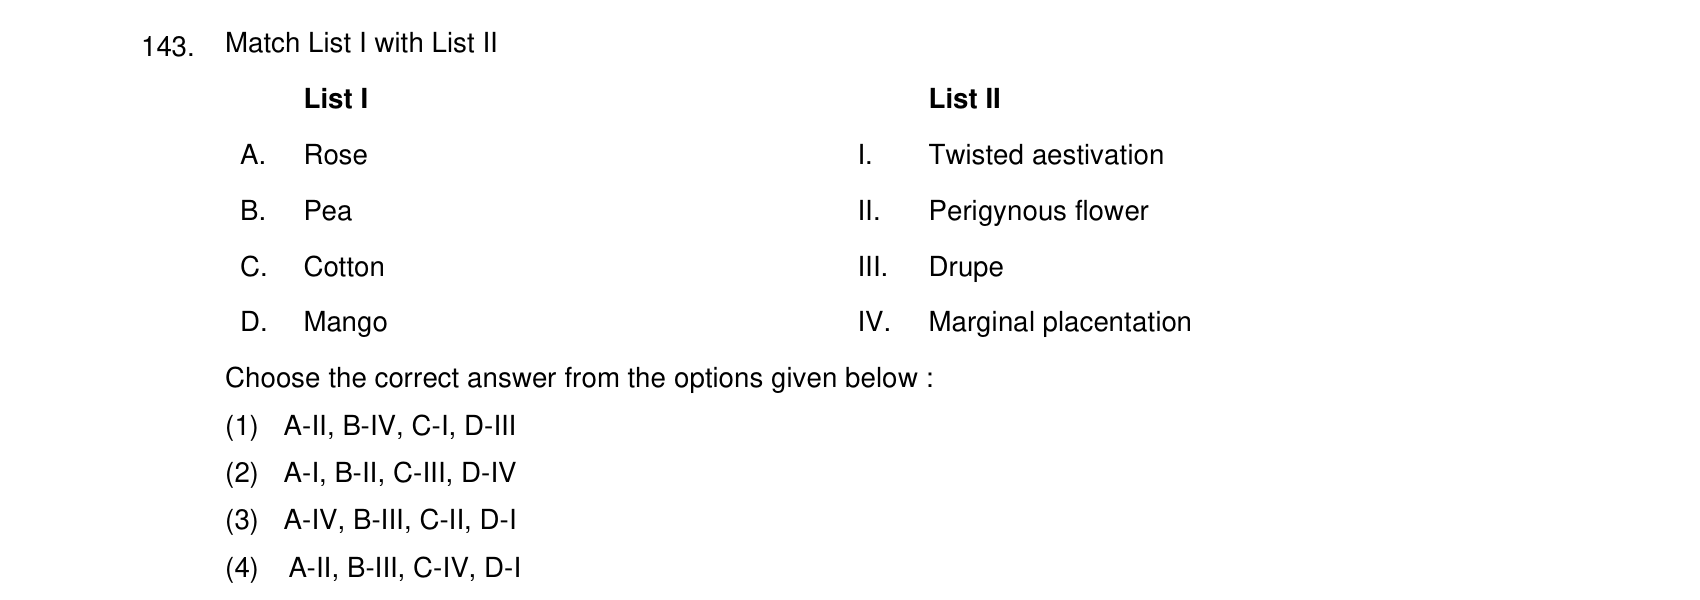 143. Match List I with List II
List I List II
A. Rose I. Twisted aestivation
B. Pea II. Perigynous flower
C. Cotton III. Drupe
D. Mango IV. Marginal placentation
Choose the correct answer from the options given below :
(1) A-II, B-IV, C-I, D-III
(2) A-I, B-II, C-III, D-IV
(3) A-IV, B-III, C-II, D-I
(4) A-II, B-III, C-IV, D-I